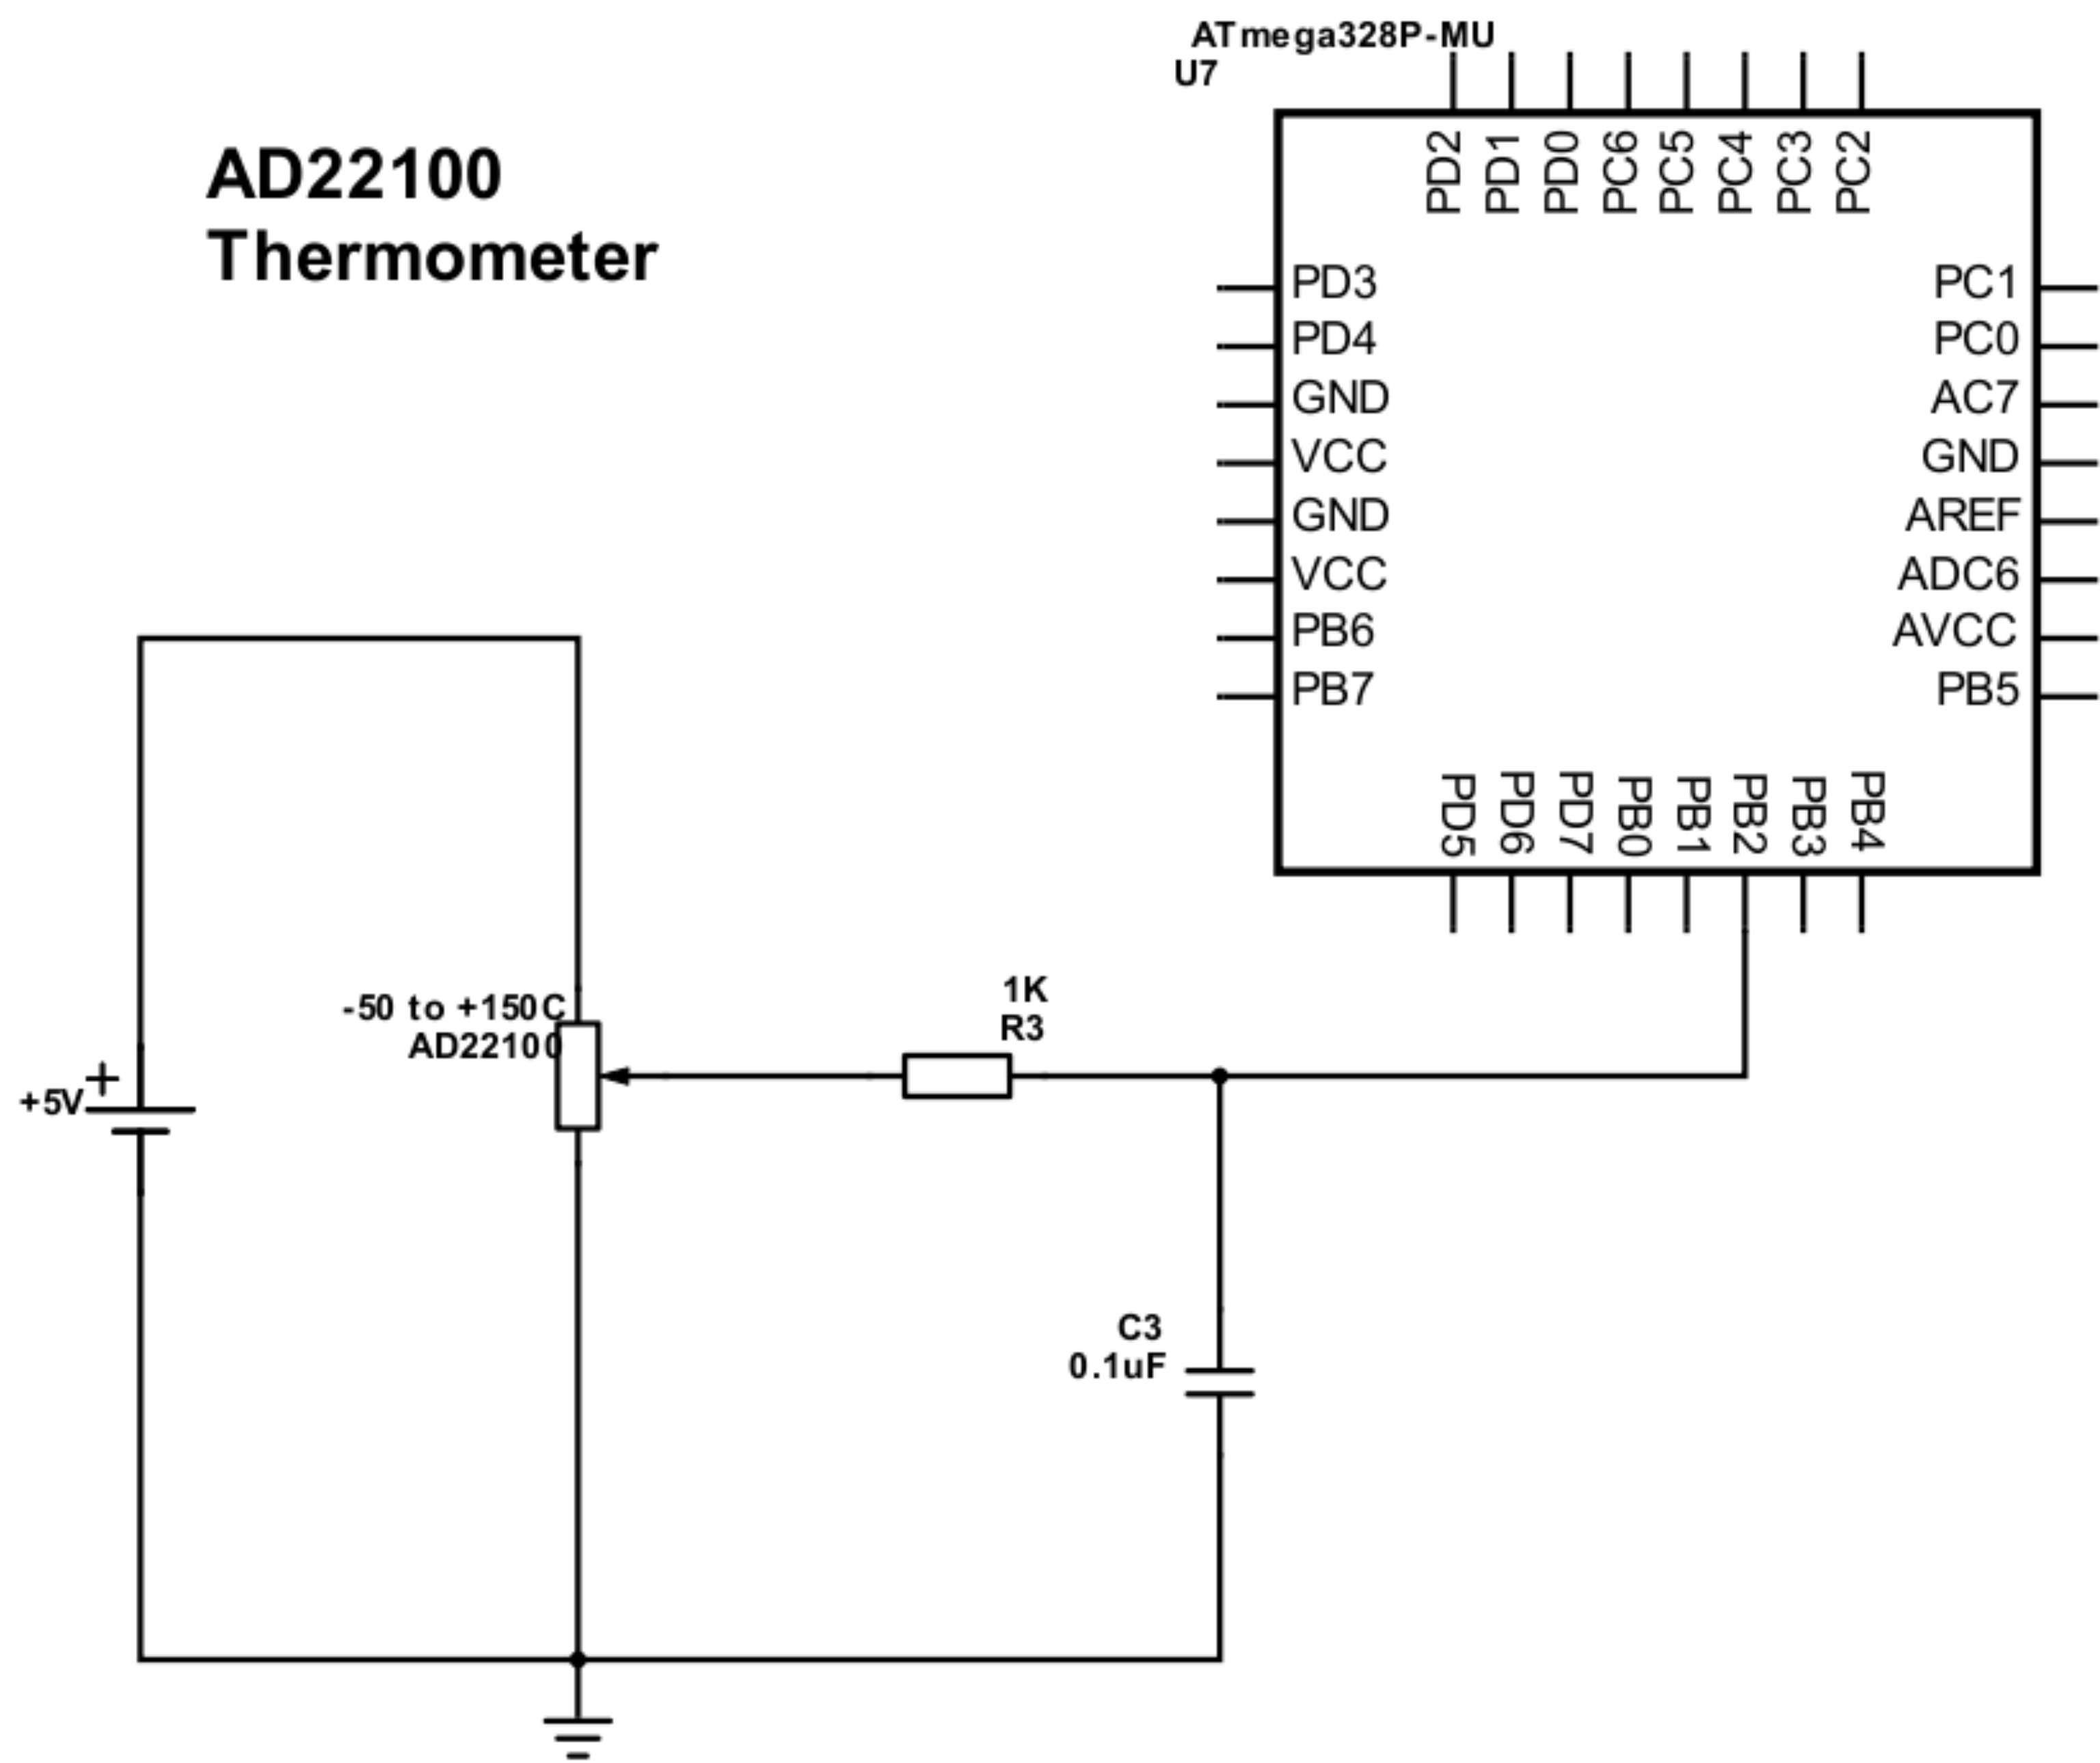 ATmega328P-MU
U7
AD22100
Thermometer
PD2
PD1
PD0
PC6
PC5
PC4
PC3
PC2
PD3
PD4
GND
VCC
GND
VCC
PB6
PB7
PC1
PC0
AC7
GND
AREF
ADC6
AVCC
PB5
PD5
PD6
PD7
PB0
PB1
PB2
PB3
PB4
-50 to +150C
AD22100
+
+5V
1K
R3
C3
0.1uF